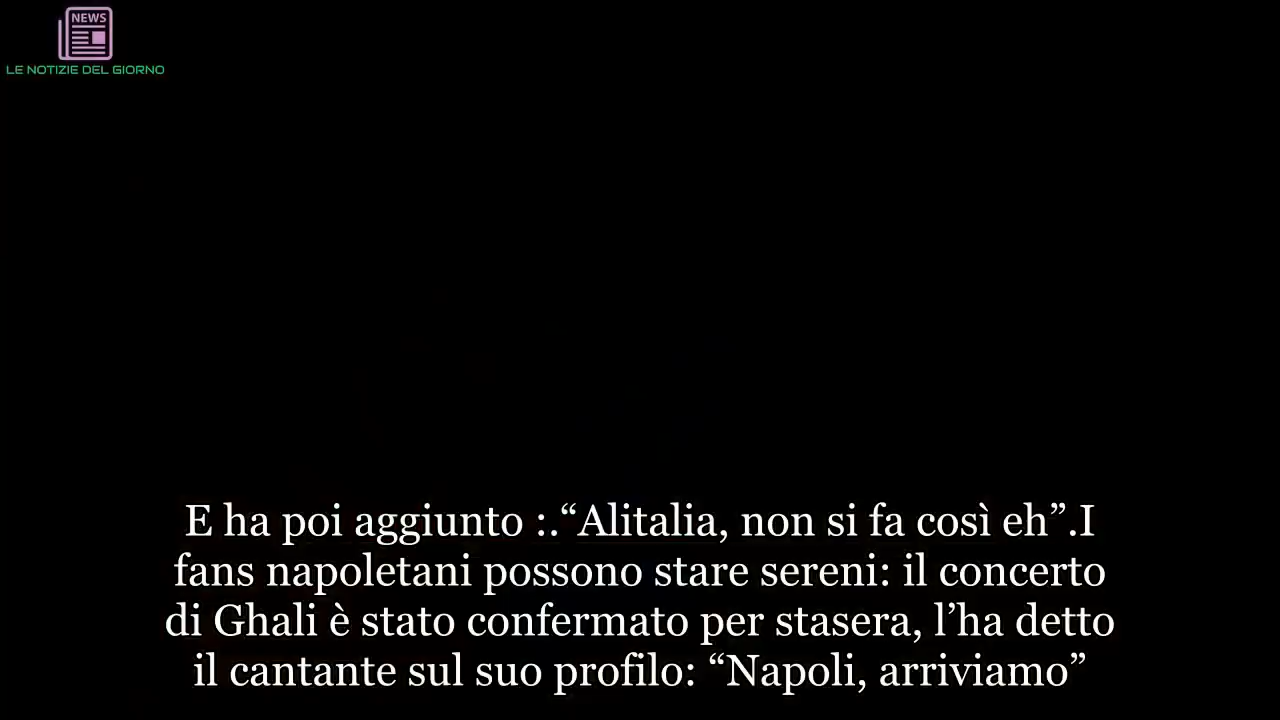 NEWS
LE NOTIZIE DEL GIORNO
E ha poi aggiunto :.“Alitalia, non si fa così eh”.I
fans napoletani possono stare sereni: il concerto
di Ghali è stato confermato per stasera, l’ha detto
il cantante sul suo profilo: “Napoli, arriviamo”